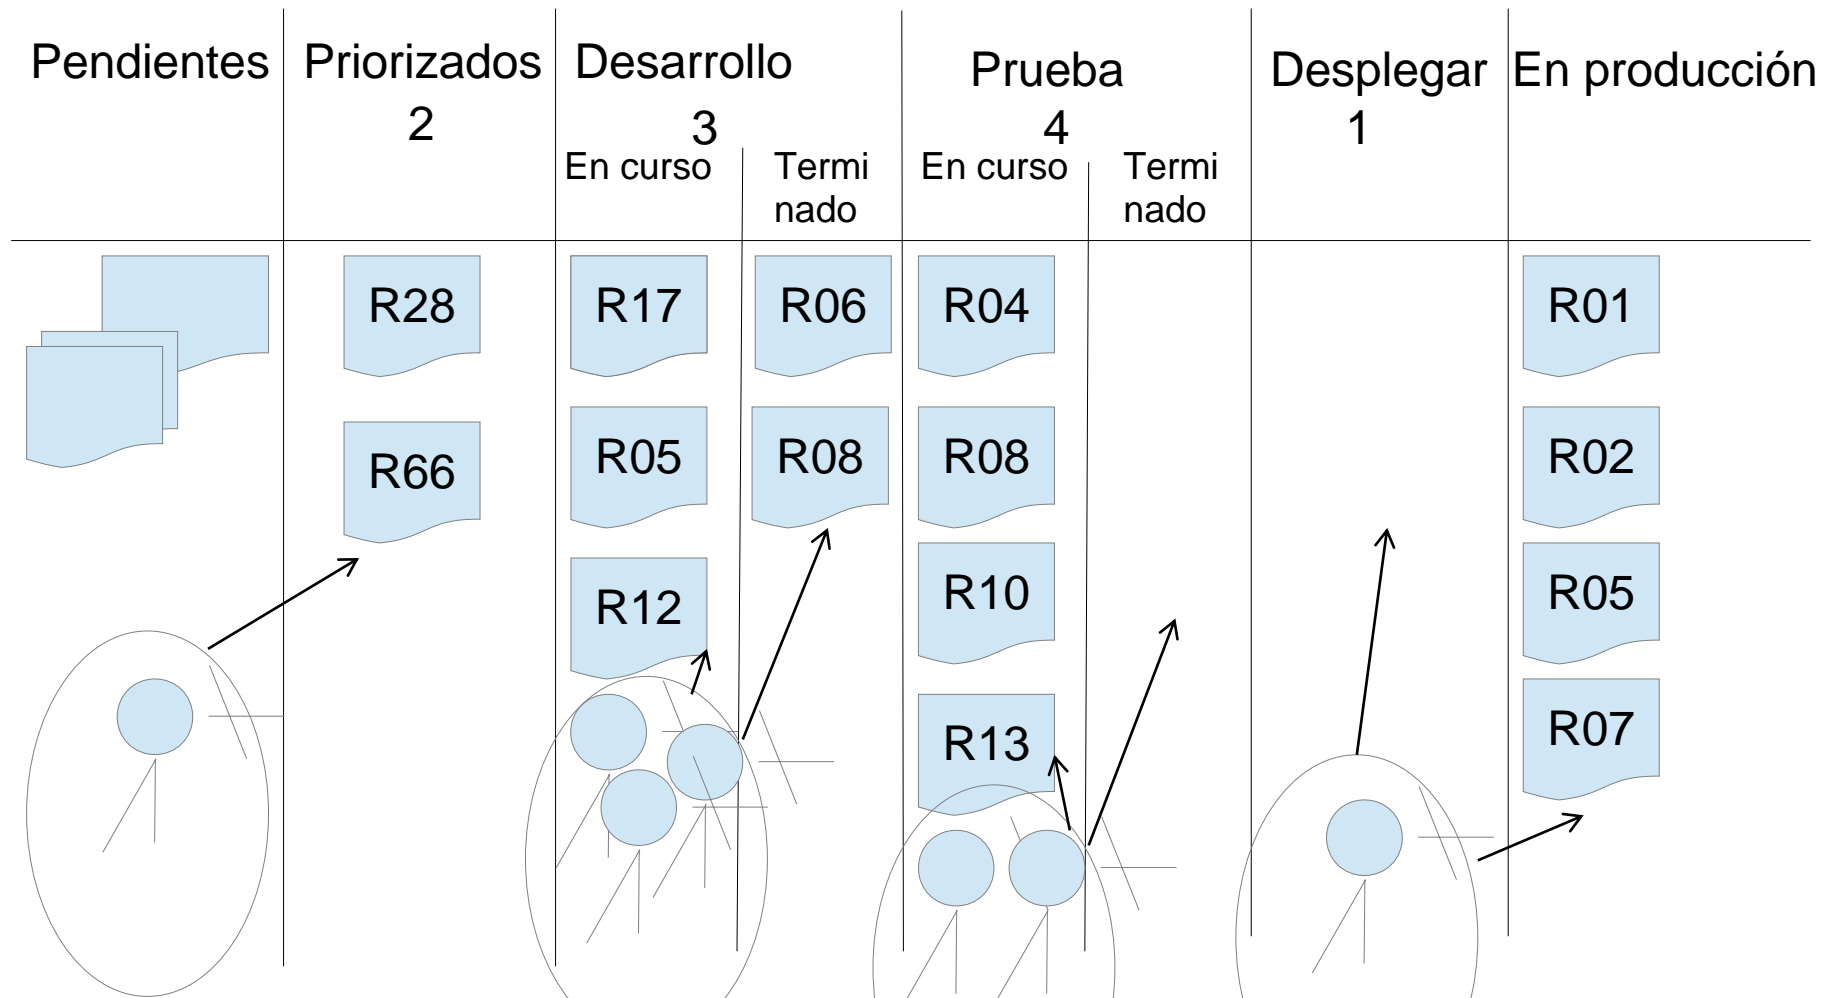 Pendientes
Priorizados
2
Desarrollo
3
En curso
Termi
nado
Prueba
4
En curso
Termi
nado
Desplegar
1
En producción
R28
R66
R17
R05
R12
R06
R08
R04
R08
R10
R13
R01
R02
R05
R07